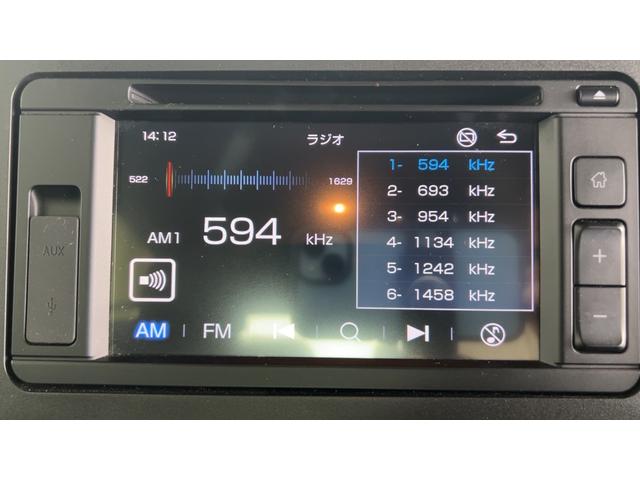 14:12
ラジオ
522
1629
AM1 594 kHz
1- 594 kHz
2- 693 kHz
3- 954 kHz
4- 1134 kHz
5- 1242 kHz
6- 1458 kHz
AUX
AM
FM